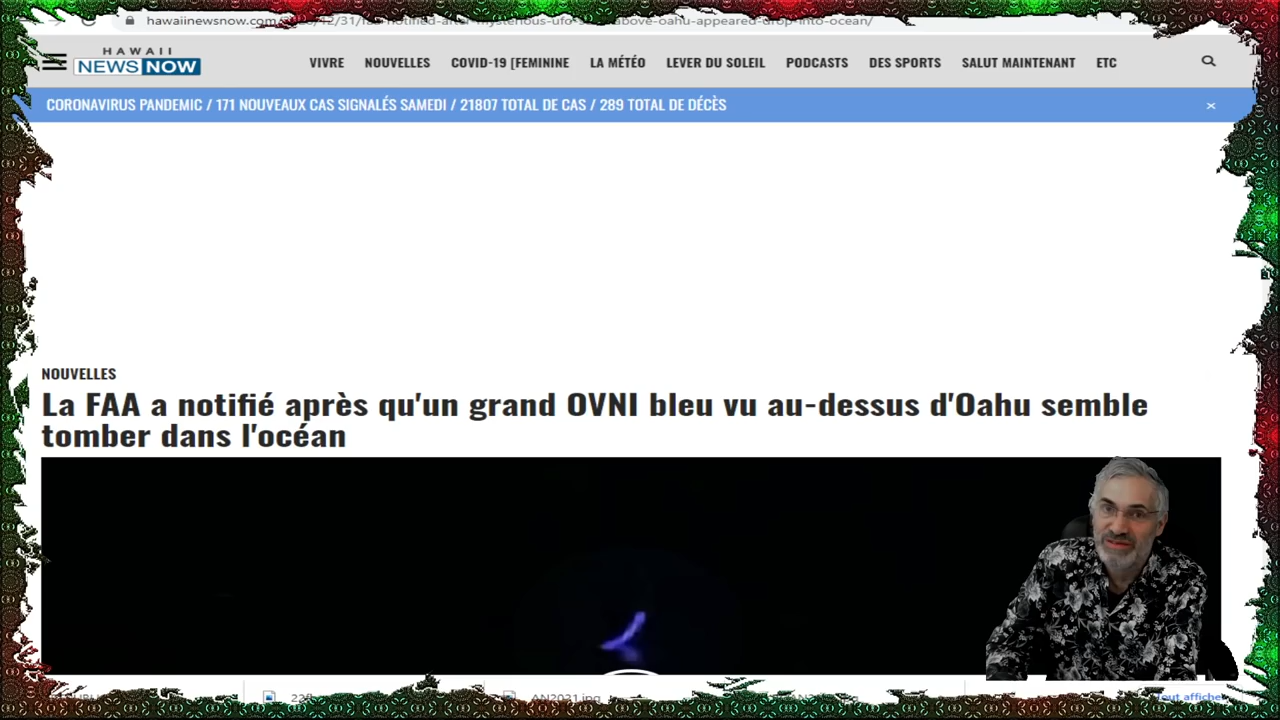 hawaiinewsnow.com
HAWAII
NEWS NOW
VIVRE NOUVELLES COVID-19 [FEMININE LA MÉTÉO LEVER DU SOLEIL PODCASTS DES SPORTS SALUT MAINTENANT ETC
CORONAVIRUS PANDEMIC / 171 NOUVEAUX CAS SIGNALÉS SAMEDI / 21807 TOTAL DE CAS / 289 TOTAL DE DÉCÈS ×
NOUVELLES
La FAA a notifié après qu'un grand OVNI bleu vu au-dessus d'Oahu semble
tomber dans l'océan
AN2021.jpg